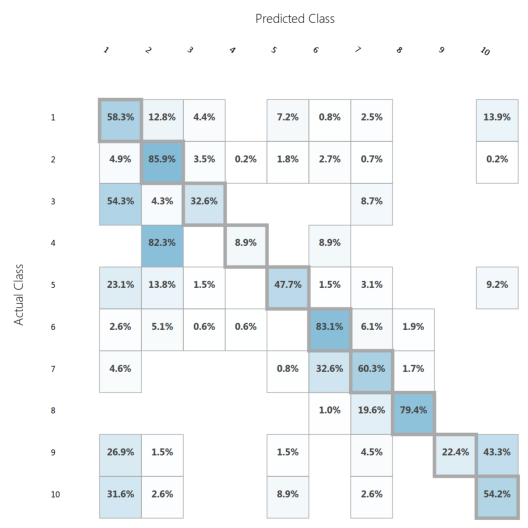 Predicted Class
1 2 3 4 5 6 7 8 9 10
Actual Class
1 58.3% 12.8% 4.4% 7.2% 0.8% 2.5% 13.9%
2 4.9% 85.9% 3.5% 0.2% 1.8% 2.7% 0.7% 0.2%
3 54.3% 4.3% 32.6% 8.7%
4 82.3% 8.9% 8.9%
5 23.1% 13.8% 1.5% 47.7% 1.5% 3.1% 9.2%
6 2.6% 5.1% 0.6% 0.6% 83.1% 6.1% 1.9%
7 4.6% 0.8% 32.6% 60.3% 1.7%
8 1.0% 19.6% 79.4%
9 26.9% 1.5% 1.5% 4.5% 22.4% 43.3%
10 31.6% 2.6% 8.9% 2.6% 54.2%